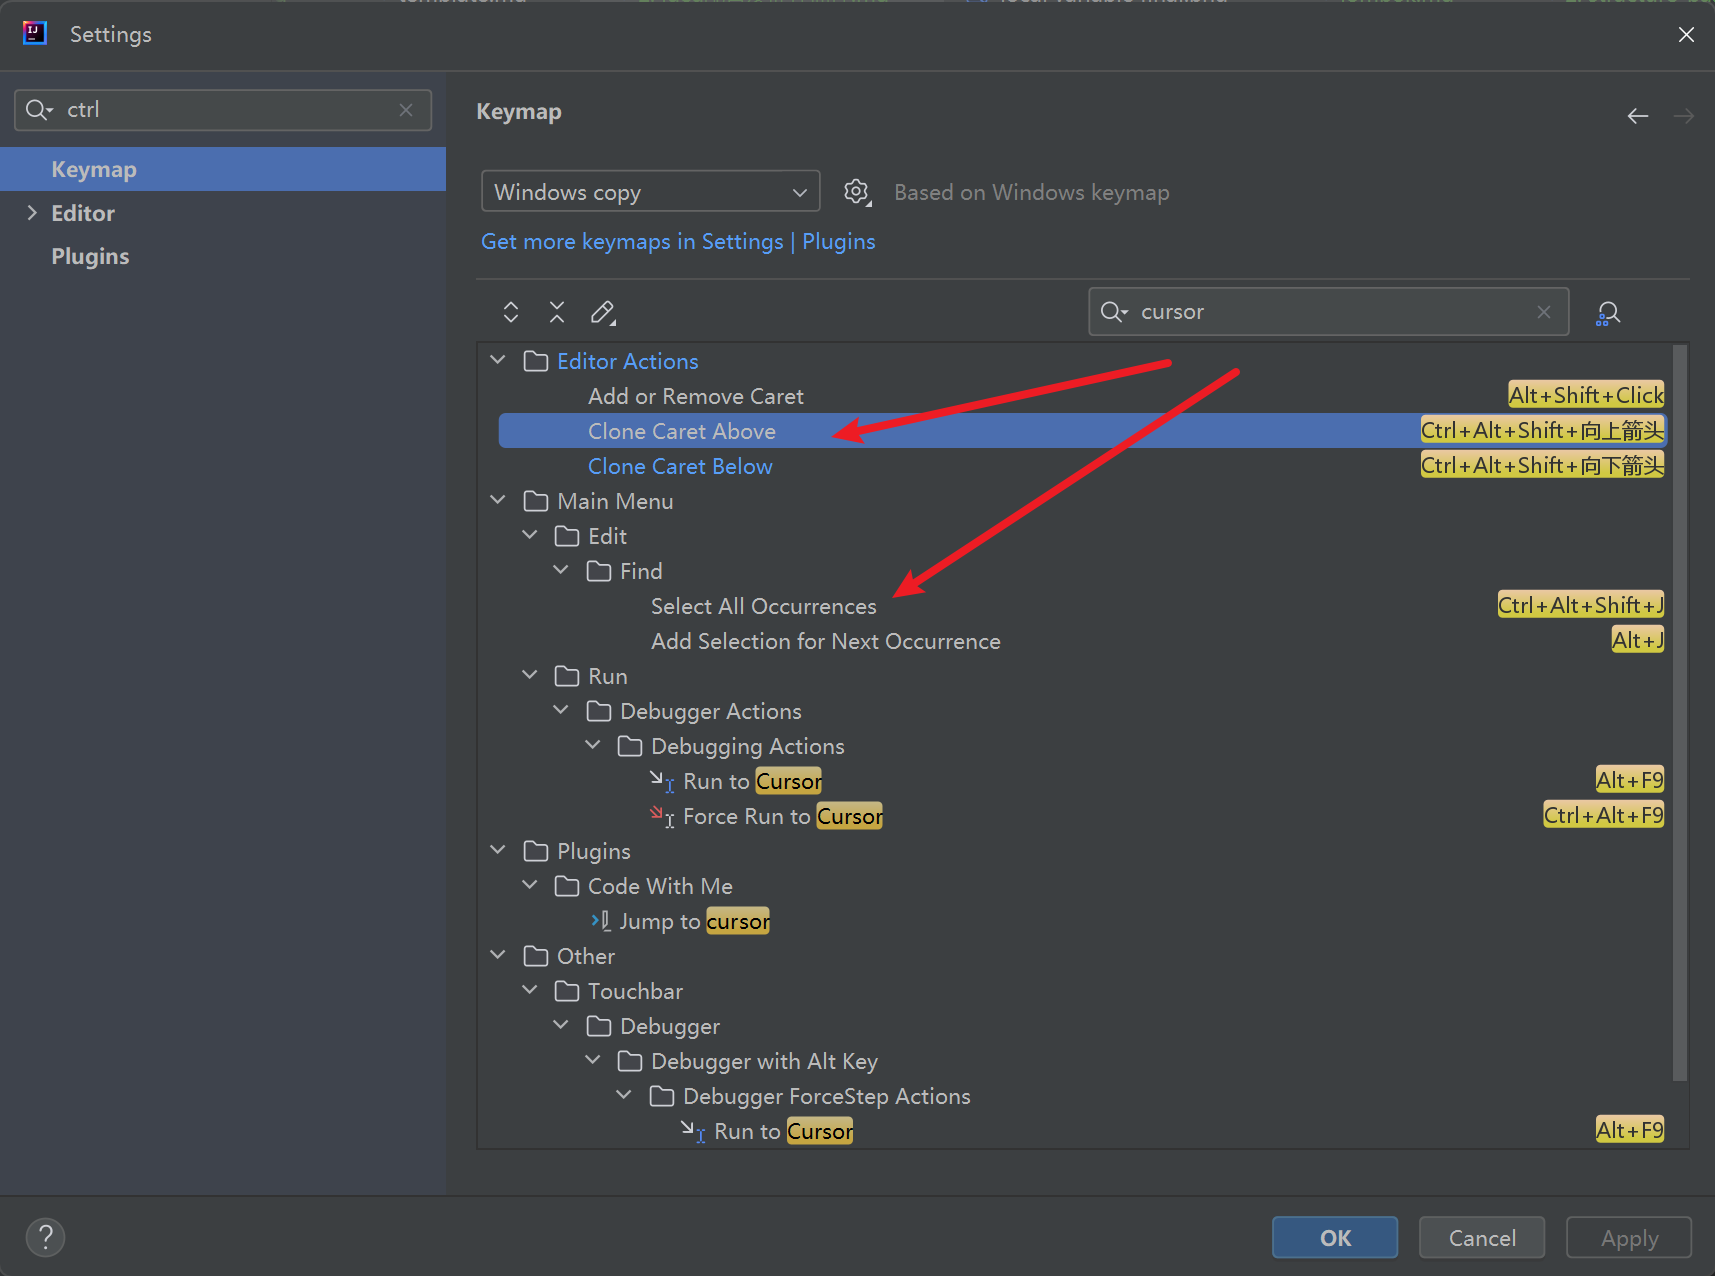 Settings
ctrl
Keymap
Editor
Plugins
Keymap
Windows copy
Based on Windows keymap
Get more keymaps in Settings | Plugins
cursor
Editor Actions
Add or Remove Caret Alt+Shift+Click
Clone Caret Above Ctrl+Alt+Shift+向上箭头
Clone Caret Below Ctrl+Alt+Shift+向下箭头
Main Menu
Edit
Find
Select All Occurrences Ctrl+Alt+Shift+J
Add Selection for Next Occurrence Alt+J
Run
Debugger Actions
Debugging Actions
Run to Cursor Alt+F9
Force Run to Cursor Ctrl+Alt+F9
Plugins
Code With Me
Jump to cursor
Other
Touchbar
Debugger
Debugger with Alt Key
Debugger ForceStep Actions
Run to Cursor Alt+F9
?
OK Cancel Apply